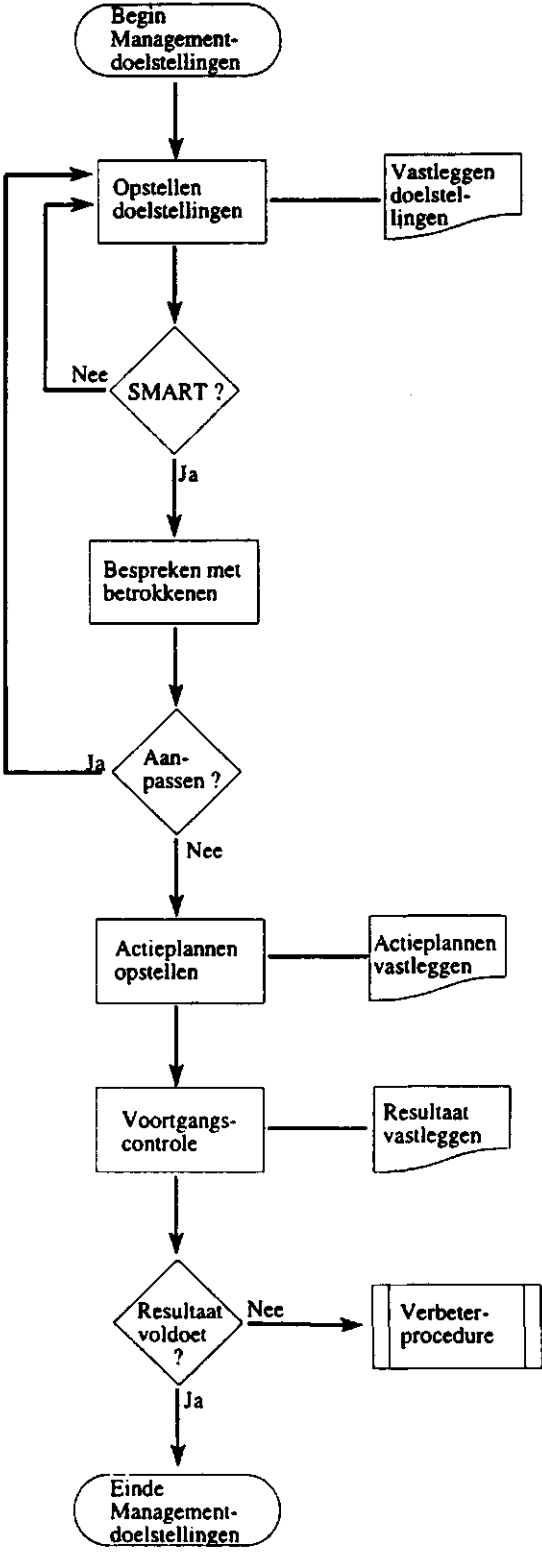 Begin
Management-
doelstellingen
Opstellen
doelstellingen
Vastleggen
doelstel-
lingen
Nee
SMART ?
Ja
Bespreken met
betrokkenen
Ja
Aan-
passen ?
Nee
Actieplannen
opstellen
Actieplannen
vastleggen
Voortgangs-
controle
Resultaat
vastleggen
Resultaat
voldoet
?
Nee
Verbeter-
procedure
Ja
Einde
Management-
doelstellingen